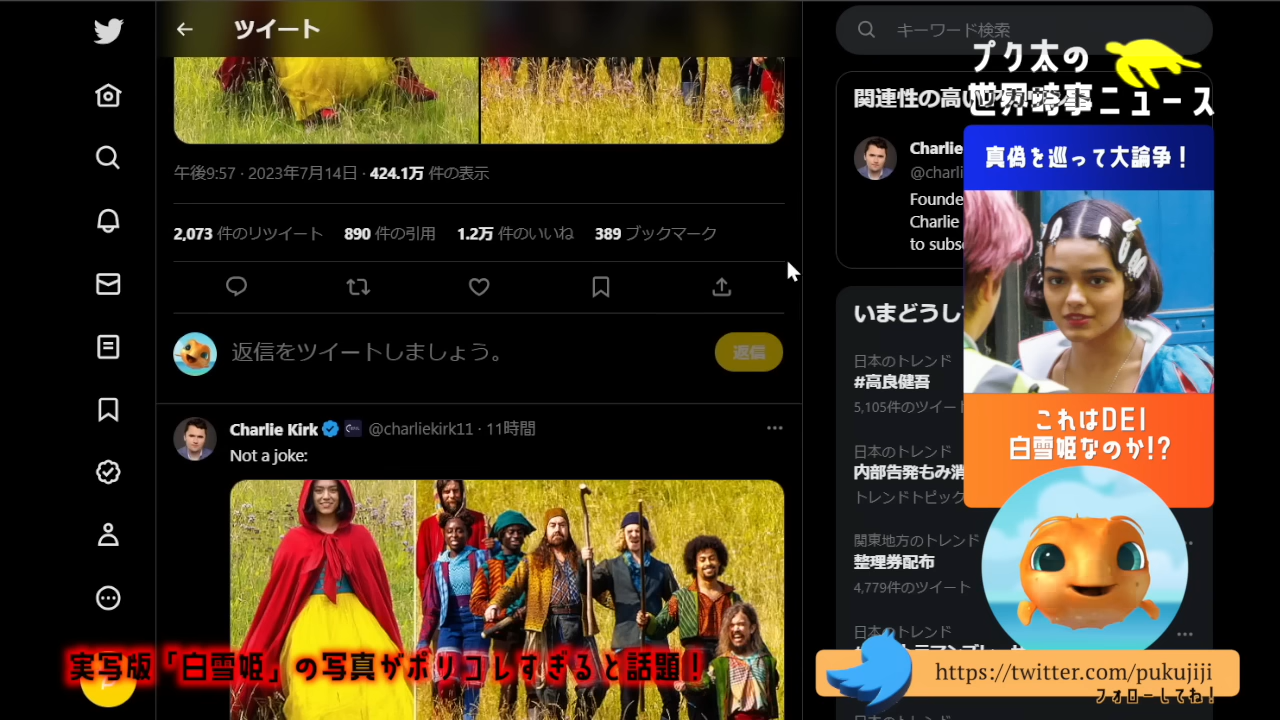 ツイート
キーワード検索
プク太の
世界時事ニュース
関連性の高い
真偽を巡って大論争！
午後9:57 · 2023年7月14日 · 424.1万 件の表示
Charlie
@charli
Founde
Charlie
to subs
2,073 件のリツイート 890 件の引用 1.2万 件のいいね 389 ブックマーク
返信をツイートしましょう。
返信
いまどうし
日本のトレンド
#高良健吾
5,105件のツイート
これはDEI
白雪姫なのか!?
Charlie Kirk @charliekirk11 · 11時間
Not a joke:
日本のトレンド
内部告発もみ消
トレンドトピック
関東地方のトレンド
整理券配布
4,779件のツイート
日本のトレンド
実写版「白雪姫」の写真がポリコレすぎると話題！
https://twitter.com/pukujiji
フォローしてね！